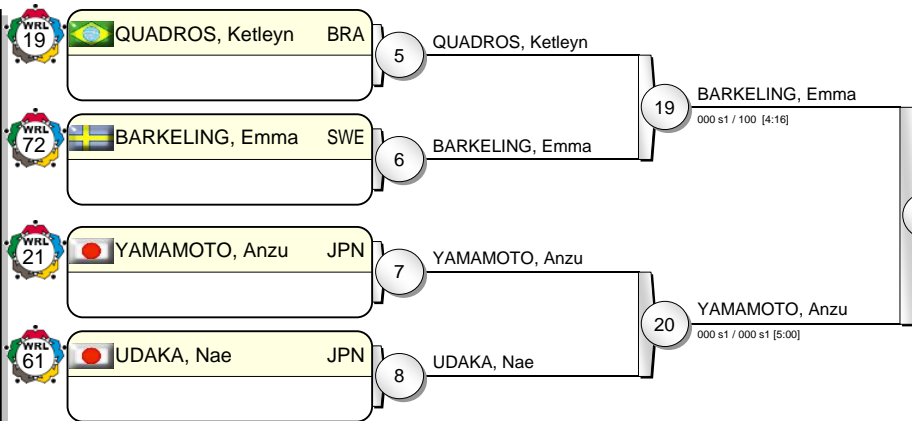 WRL
19
QUADROS, Ketleyn BRA
5
QUADROS, Ketleyn
19
BARKELING, Emma
000 s1 / 100 [4:16]
WRL
72
BARKELING, Emma SWE
6
BARKELING, Emma
WRL
21
YAMAMOTO, Anzu JPN
7
YAMAMOTO, Anzu
20
YAMAMOTO, Anzu
000 s1 / 000 s1 [5:00]
WRL
61
UDAKA, Nae JPN
8
UDAKA, Nae